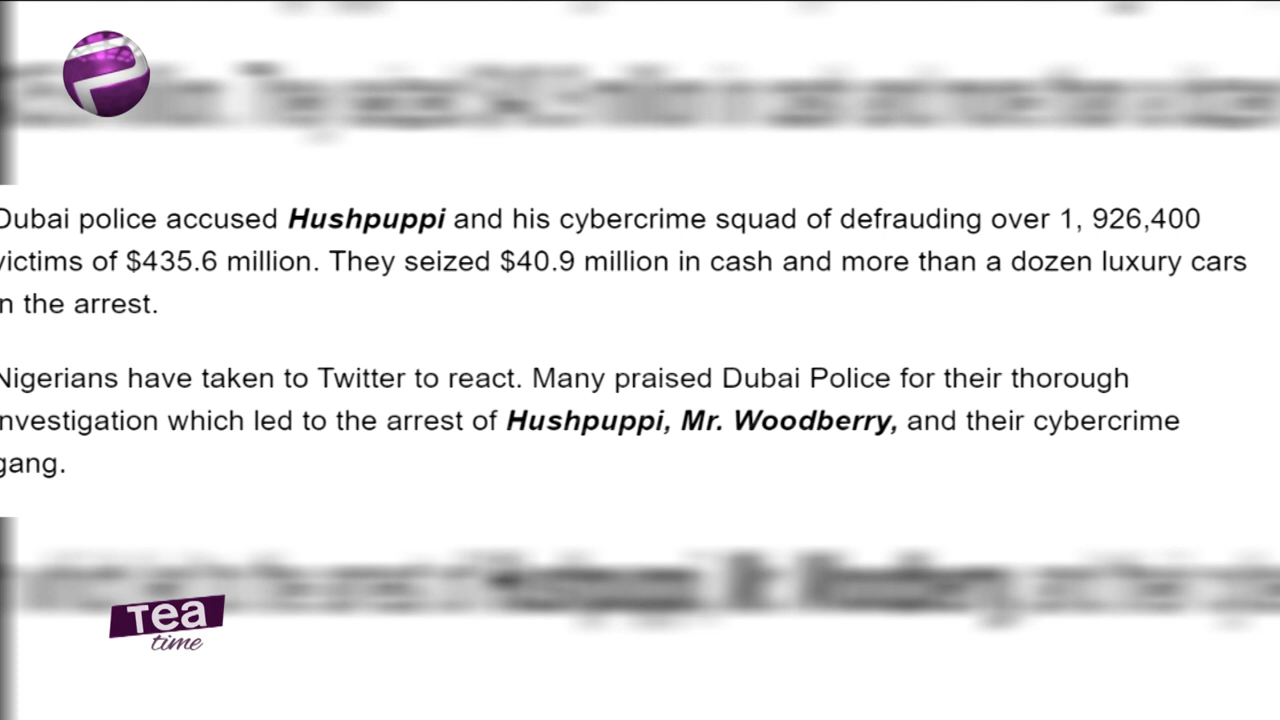 Dubai police accused Hushpuppi and his cybercrime squad of defrauding over 1, 926,400
victims of $435.6 million. They seized $40.9 million in cash and more than a dozen luxury cars
in the arrest.
Nigerians have taken to Twitter to react. Many praised Dubai Police for their thorough
investigation which led to the arrest of Hushpuppi, Mr. Woodberry, and their cybercrime
gang.
Tea
time